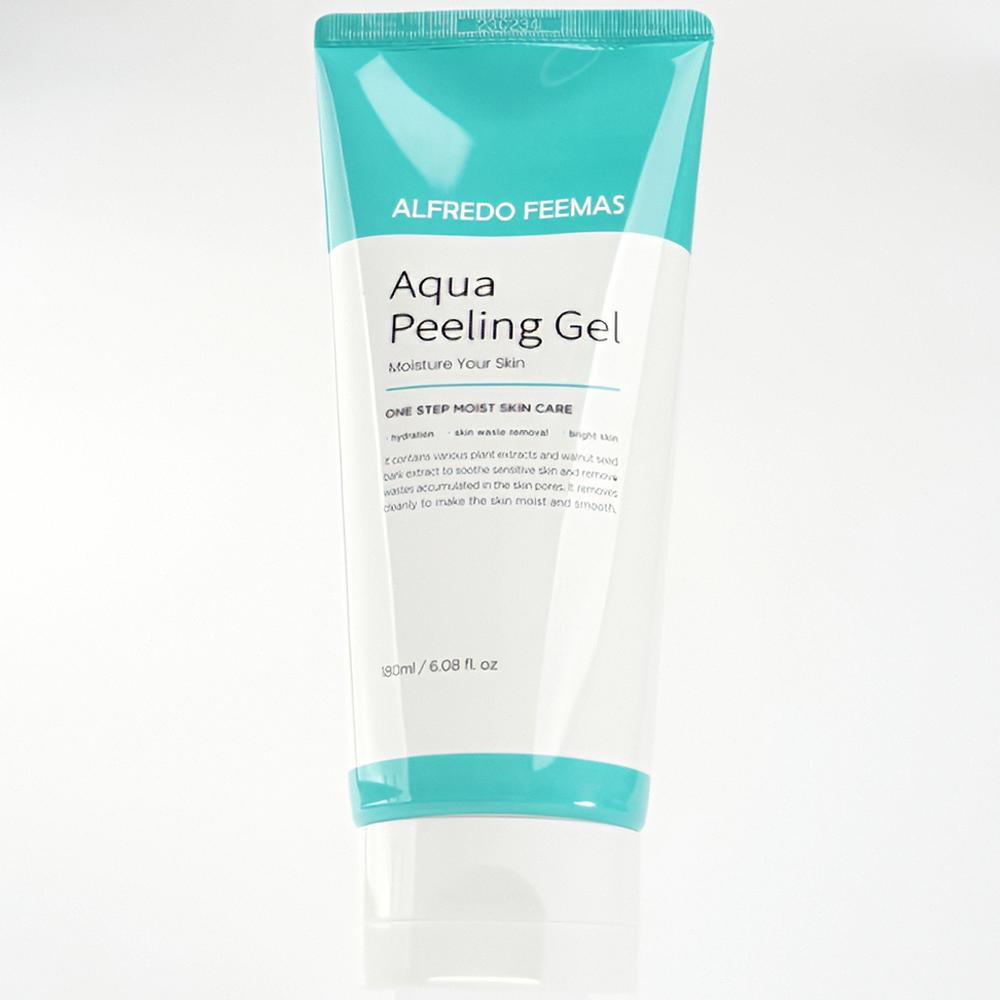 ALFREDO FEEMAS
Aqua
Peeling Gel
Moisture Your Skin
ONE STEP MOIST SKIN CARE
· hydration · skin waste removal · bright skin
It contains various plant extracts and walnut seed
bark extract to soothe sensitive skin and remove
wastes accumulated in the skin pores. It removes
cleanly to make the skin moist and smooth.
180ml / 6.08 fl. oz